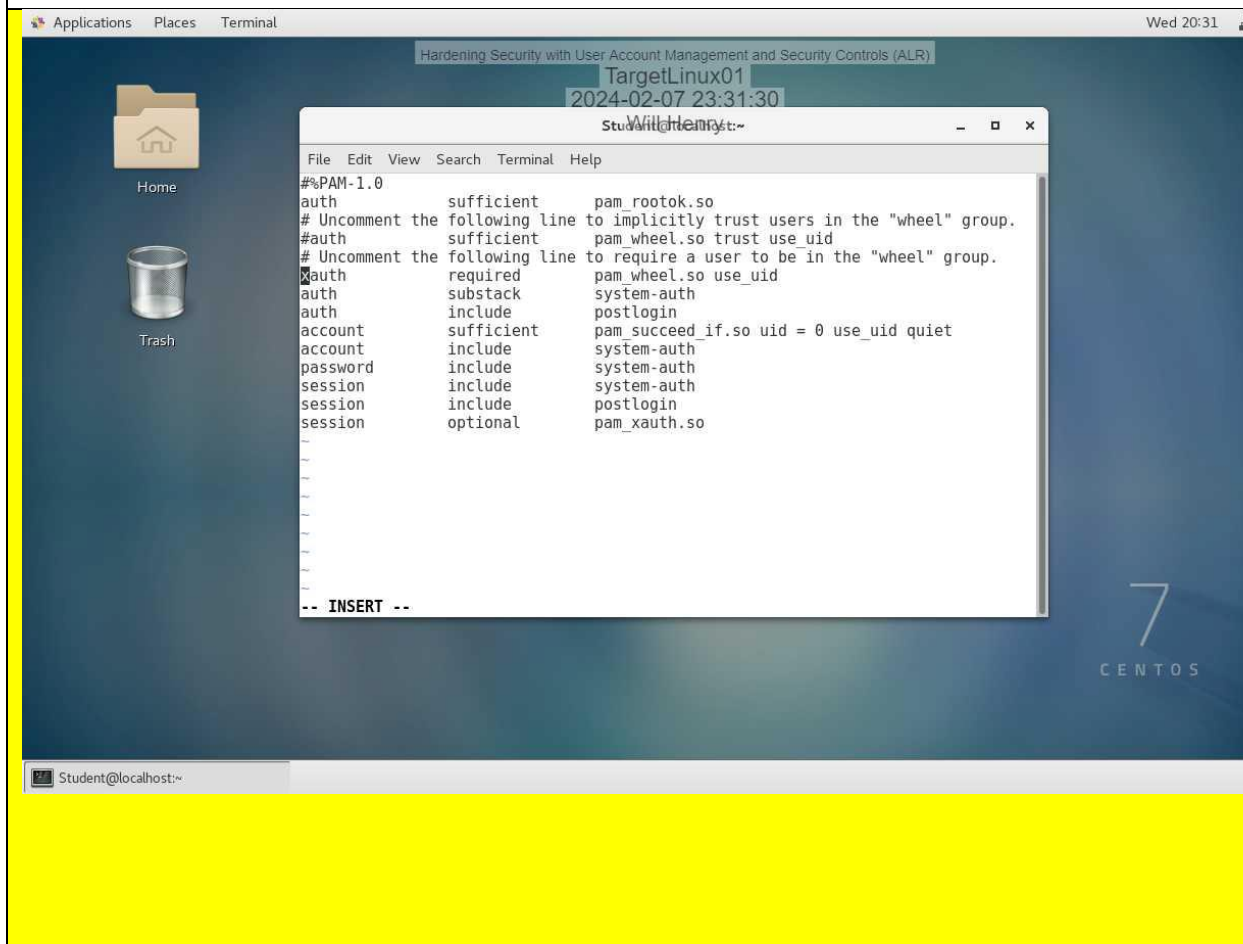 Applications Places Terminal Wed 20:31
Hardening Security with User Account Management and Security Controls (ALR)
TargetLinux01
2024-02-07 23:31:30
Will Henry
Student@localhost:~
File Edit View Search Terminal Help
Home
Trash
#%PAM-1.0
auth sufficient pam_rootok.so
# Uncomment the following line to implicitly trust users in the "wheel" group.
#auth sufficient pam_wheel.so trust use_uid
# Uncomment the following line to require a user to be in the "wheel" group.
xauth required pam_wheel.so use_uid
auth substack system-auth
auth include postlogin
account sufficient pam_succeed_if.so uid = 0 use_uid quiet
account include system-auth
password include system-auth
session include system-auth
session include postlogin
session optional pam_xauth.so
~
~
~
~
~
~
~
~
~
-- INSERT --
7
CENTOS
Student@localhost:~